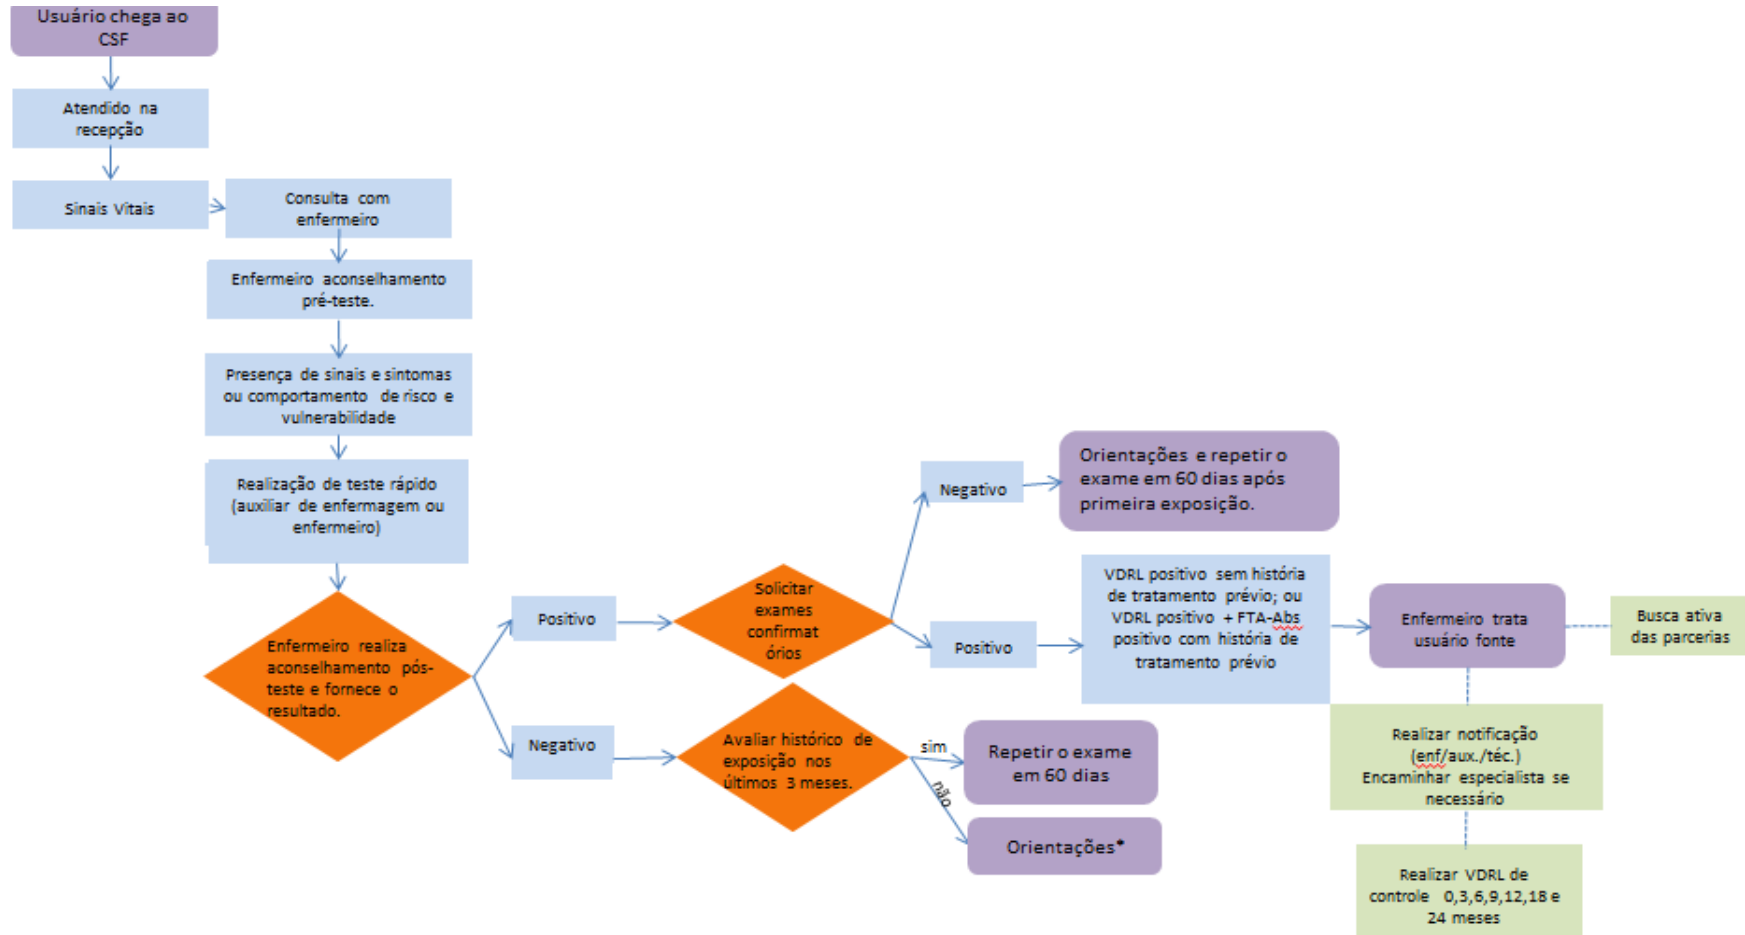 Usuário chega ao
CSF
Atendido na
recepção
Sinais Vitais
Consulta com
enfermeiro
Enfermeiro aconselhamento
pré-teste.
Presença de sinais e sintomas
ou comportamento de risco e
vulnerabilidade
Realização de teste rápido
(auxiliar de enfermagem ou
enfermeiro)
Enfermeiro realiza
aconselhamento pós-
teste e fornece o
resultado.
Positivo
Solicitar
exames
confirmat
órios
Negativo
Orientações e repetir o
exame em 60 dias após
primeira exposição.
Positivo
VDRL positivo sem história
de tratamento prévio; ou
VDRL positivo + FTA-Abs
positivo com história de
tratamento prévio
Enfermeiro trata
usuário fonte
Busca ativa
das parcerias
Realizar notificação
(enf/aux./téc.)
Encaminhar especialista se
necessário
Realizar VDRL de
controle 0,3,6,9,12,18 e
24 meses
Negativo
Avaliar histórico de
exposição nos
últimos 3 meses.
sim
Repetir o exame
em 60 dias
não
Orientações*